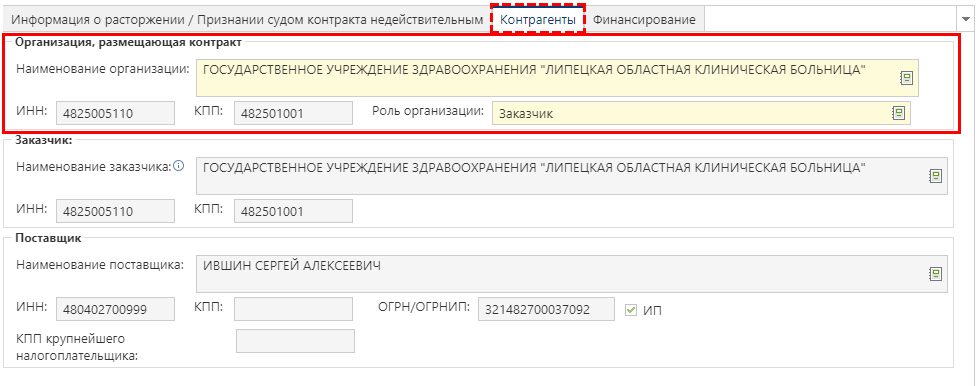 Информация о расторжении / Признании судом контракта недействительным Контрагенты Финансирование
Организация, размещающая контракт
Наименование организации: ГОСУДАРСТВЕННОЕ УЧРЕЖДЕНИЕ ЗДРАВООХРАНЕНИЯ "ЛИПЕЦКАЯ ОБЛАСТНАЯ КЛИНИЧЕСКАЯ БОЛЬНИЦА"
ИНН: 4825005110 КПП: 482501001 Роль организации: Заказчик
Заказчик:
Наименование заказчика: ГОСУДАРСТВЕННОЕ УЧРЕЖДЕНИЕ ЗДРАВООХРАНЕНИЯ "ЛИПЕЦКАЯ ОБЛАСТНАЯ КЛИНИЧЕСКАЯ БОЛЬНИЦА"
ИНН: 4825005110 КПП: 482501001
Поставщик
Наименование поставщика: ИВШИН СЕРГЕЙ АЛЕКСЕЕВИЧ
ИНН: 480402700999 КПП: ОГРН/ОГРНИП: 321482700037092 ИП
КПП крупнейшего
налогоплательщика: